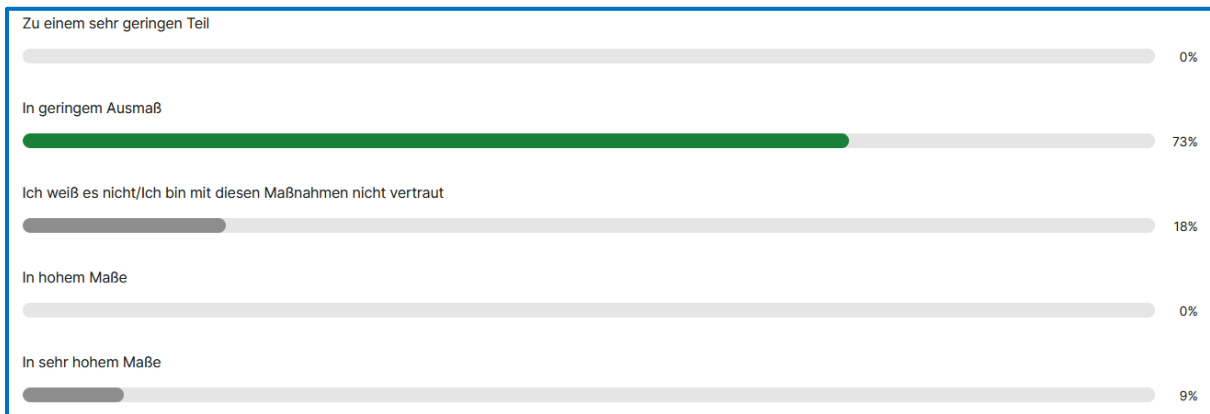 Zu einem sehr geringen Teil
0%
In geringem Ausmaß
73%
Ich weiß es nicht/Ich bin mit diesen Maßnahmen nicht vertraut
18%
In hohem Maße
0%
In sehr hohem Maße
9%